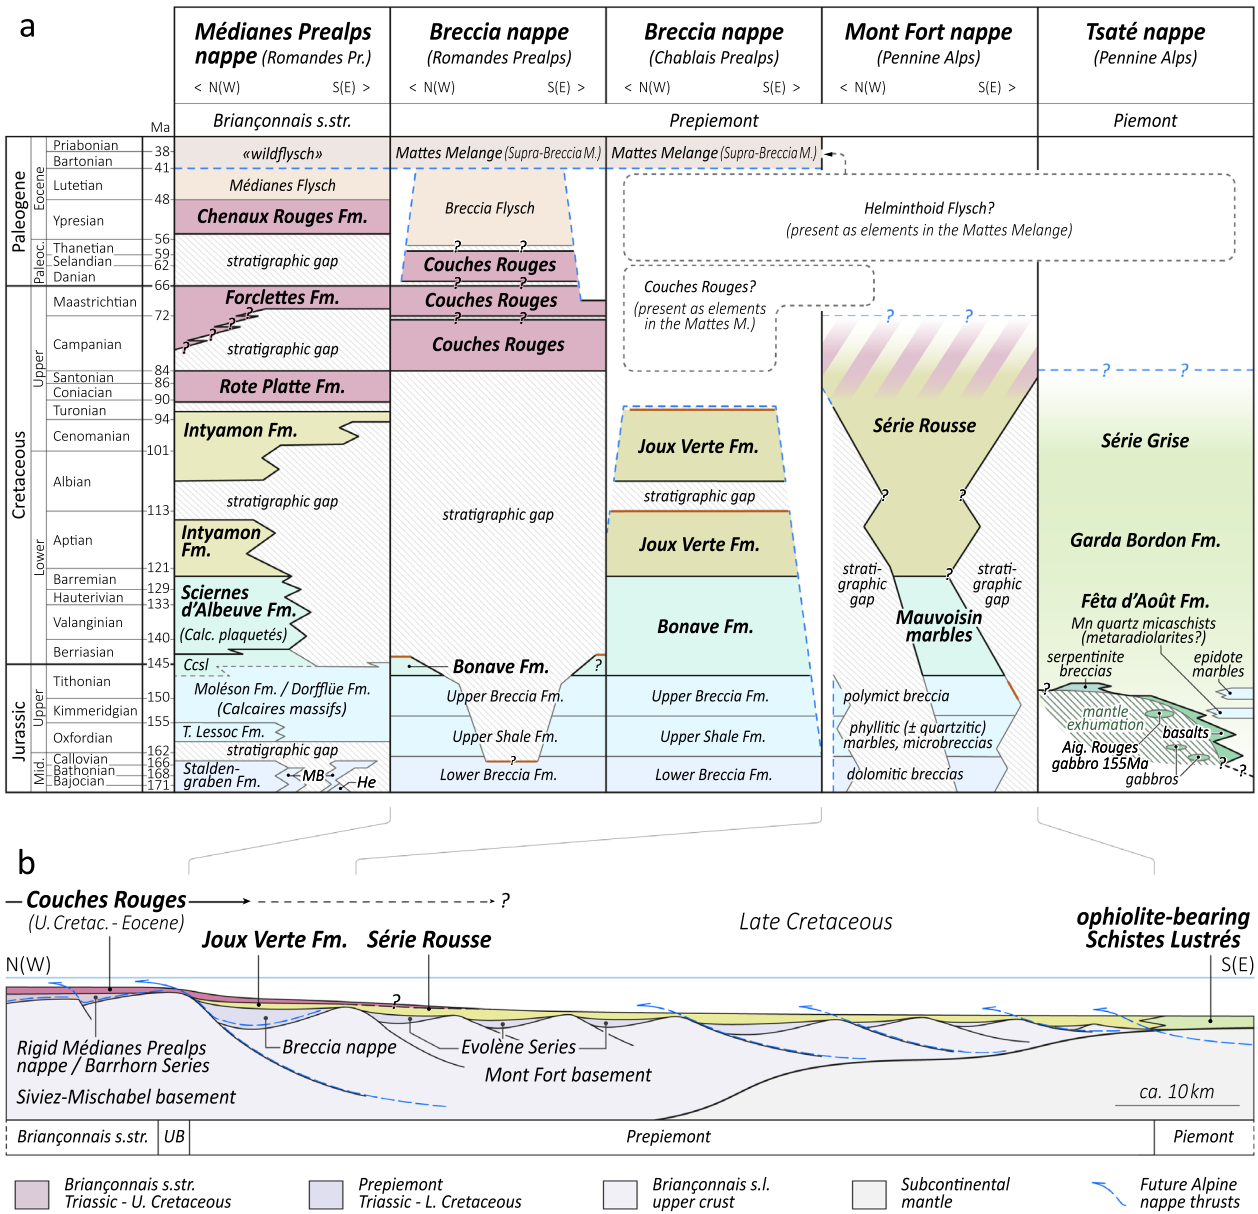 a
Médianes Prealps
nappe (Romandes Pr.)
< N(W) S(E) >
Breccia nappe
(Romandes Prealps)
< N(W) S(E) >
Breccia nappe
(Chablais Prealps)
< N(W) S(E) >
Mont Fort nappe
(Pennine Alps)
< N(W) S(E) >
Tsaté nappe
(Pennine Alps)
Ma
Briançonnais s.str.
Prepiemont
Piemont
Paleogene
Eocene
Paleoc.
Cretaceous
Upper
Lower
Jurassic
Upper
Mid.
Priabonian
38
Bartonian
41
Lutetian
48
Ypresian
56
Thanetian
59
Selandian
62
Danian
66
Maastrichtian
72
Campanian
84
Santonian
86
Coniacian
90
Turonian
94
Cenomanian
101
Albian
113
Aptian
121
Barremian
129
Hauterivian
133
Valanginian
140
Berriasian
145
Tithonian
150
Kimmeridgian
155
Oxfordian
162
Callovian
166
Bathonian
168
Bajocian
171
«wildflysch»
Médianes Flysch
Chenaux Rouges Fm.
stratigraphic gap
Forclettes Fm.
? ? ? ?
stratigraphic gap
Rote Platte Fm.
Intyamon Fm.
stratigraphic gap
Intyamon
Fm.
Sciernes
d'Albeuve Fm.
(Calc. plaquetés)
Ccsl
Moléson Fm. / Dorfflüe Fm.
(Calcaires massifs)
T. Lessoc Fm.
stratigraphic gap
Stalden-
graben Fm.
MB
He
Mattes Melange (Supra-Breccia M.)
Breccia Flysch
? ?
Couches Rouges
? ?
Couches Rouges
? ?
Couches Rouges
stratigraphic gap
Bonave Fm.
?
Upper Breccia Fm.
Upper Shale Fm.
?
Lower Breccia Fm.
Mattes Melange (Supra-Breccia M.)
Helminthoid Flysch?
(present as elements in the Mattes Melange)
Couches Rouges?
(present as elements
in the Mattes M.)
Joux Verte Fm.
stratigraphic gap
Joux Verte Fm.
Bonave Fm.
Upper Breccia Fm.
Upper Shale Fm.
Lower Breccia Fm.
? ?
Série Rousse
? ?
?
strati-
graphic
gap
strati-
graphic
gap
Mauvoisin
marbles
polymict breccia
phyllitic (± quartzitic)
marbles, microbreccias
dolomitic breccias
? ?
Série Grise
Garda Bordon Fm.
Fêta d'Août Fm.
Mn quartz micaschists
(metaradiolarites?)
serpentinite
breccias
epidote
marbles
?
mantle
exhumation
basalts
Aig. Rouges
gabbro 155Ma
gabbros
? ?
b
Couches Rouges
(U. Cretac. - Eocene)
?
Joux Verte Fm.
Série Rousse
Late Cretaceous
ophiolite-bearing
Schistes Lustrés
N(W)
S(E)
?
Rigid Médianes Prealps
nappe / Barrhorn Series
Siviez-Mischabel basement
Breccia nappe
Evolène Series
Mont Fort basement
ca. 10 km
Briançonnais s.str.
UB
Prepiemont
Piemont
Briançonnais s.str.
Triassic - U. Cretaceous
Prepiemont
Triassic - L. Cretaceous
Briançonnais s.l.
upper crust
Subcontinental
mantle
Future Alpine
nappe thrusts